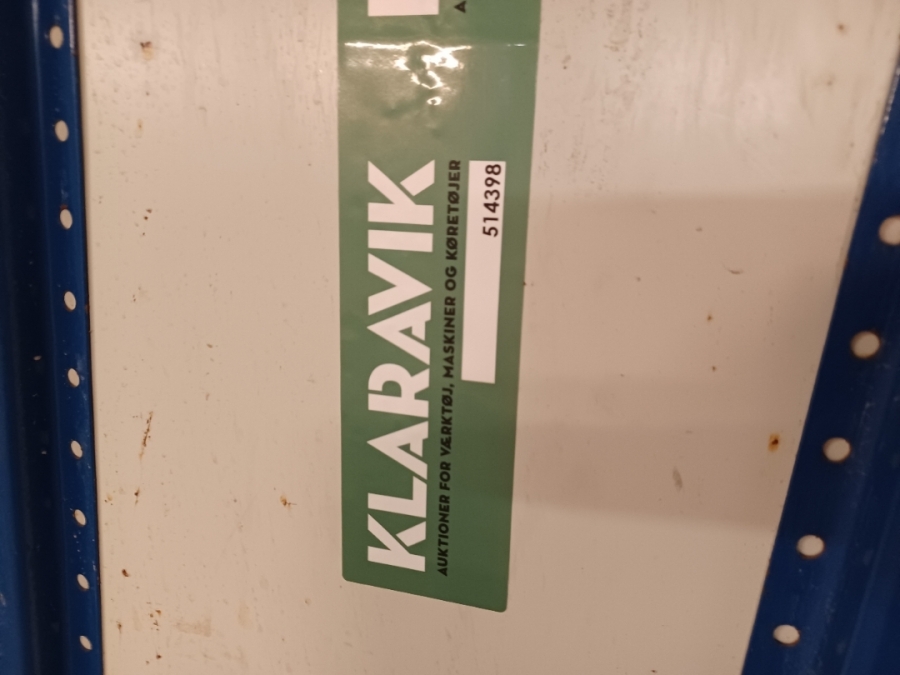 KLARAVIK
AUKTIONER FOR VÆRKTØJ, MASKINER OG KØRETØJER
514398